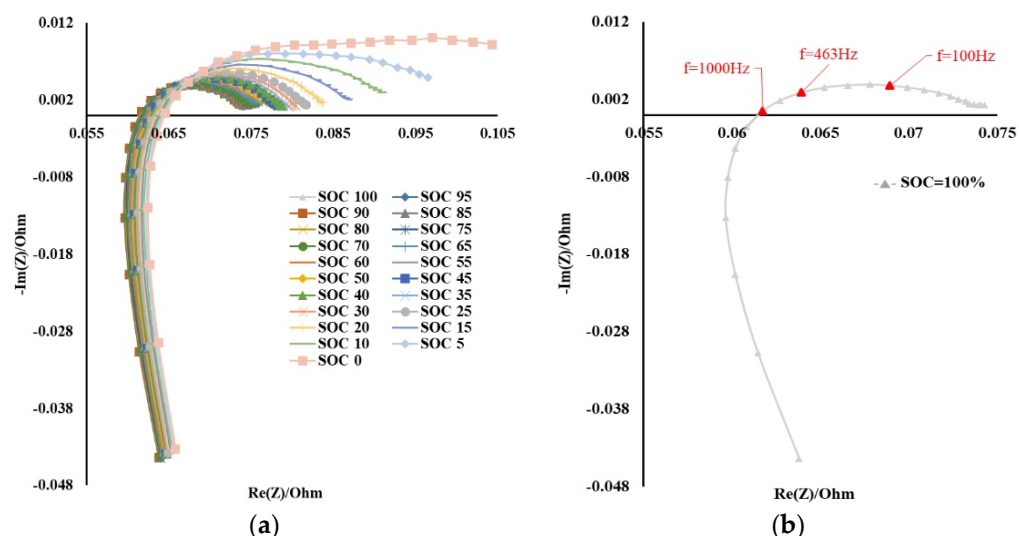 0.012
0.002
-0.008
-0.018
-0.028
-0.038
-0.048
-Im(Z)/Ohm
0.055 0.065 0.075 0.085 0.095 0.105
SOC 100 SOC 95
SOC 90 SOC 85
SOC 80 SOC 75
SOC 70 SOC 65
SOC 60 SOC 55
SOC 50 SOC 45
SOC 40 SOC 35
SOC 30 SOC 25
SOC 20 SOC 15
SOC 10 SOC 5
SOC 0
Re(Z)/Ohm
(a)
0.012
0.002
-0.008
-0.018
-0.028
-0.038
-0.048
-Im(Z)/Ohm
f=1000Hz
f=463Hz
f=100Hz
0.055 0.06 0.065 0.07 0.075
SOC=100%
Re(Z)/Ohm
(b)